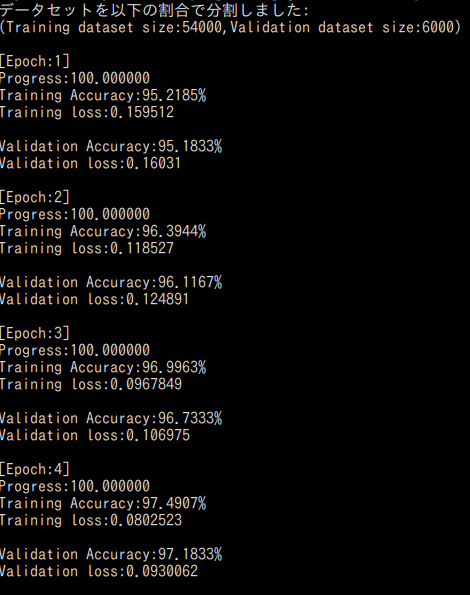 データセットを以下の割合で分割しました:
(Training dataset size:54000,Validation dataset size:6000)
[Epoch:1]
Progress:100.000000
Training Accuracy:95.2185%
Training loss:0.159512
Validation Accuracy:95.1833%
Validation loss:0.16031
[Epoch:2]
Progress:100.000000
Training Accuracy:96.3944%
Training loss:0.118527
Validation Accuracy:96.1167%
Validation loss:0.124891
[Epoch:3]
Progress:100.000000
Training Accuracy:96.9963%
Training loss:0.0967849
Validation Accuracy:96.7333%
Validation loss:0.106975
[Epoch:4]
Progress:100.000000
Training Accuracy:97.4907%
Training loss:0.0802523
Validation Accuracy:97.1833%
Validation loss:0.0930062